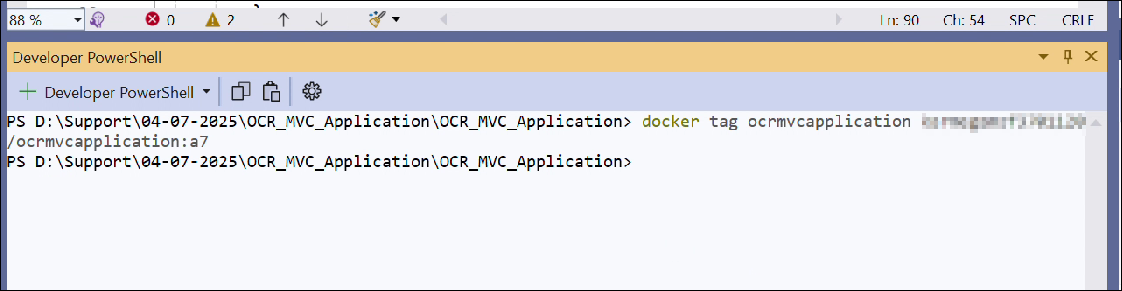 88 % 0 2 Ln: 90 Ch: 54 SPC CRLF
Developer PowerShell
Developer PowerShell
PS D:\Support\04-07-2025\OCR_MVC_Application\OCR_MVC_Application> docker tag ocrmvcapplication
/ocrmvcapplication:a7
PS D:\Support\04-07-2025\OCR_MVC_Application\OCR_MVC_Application>